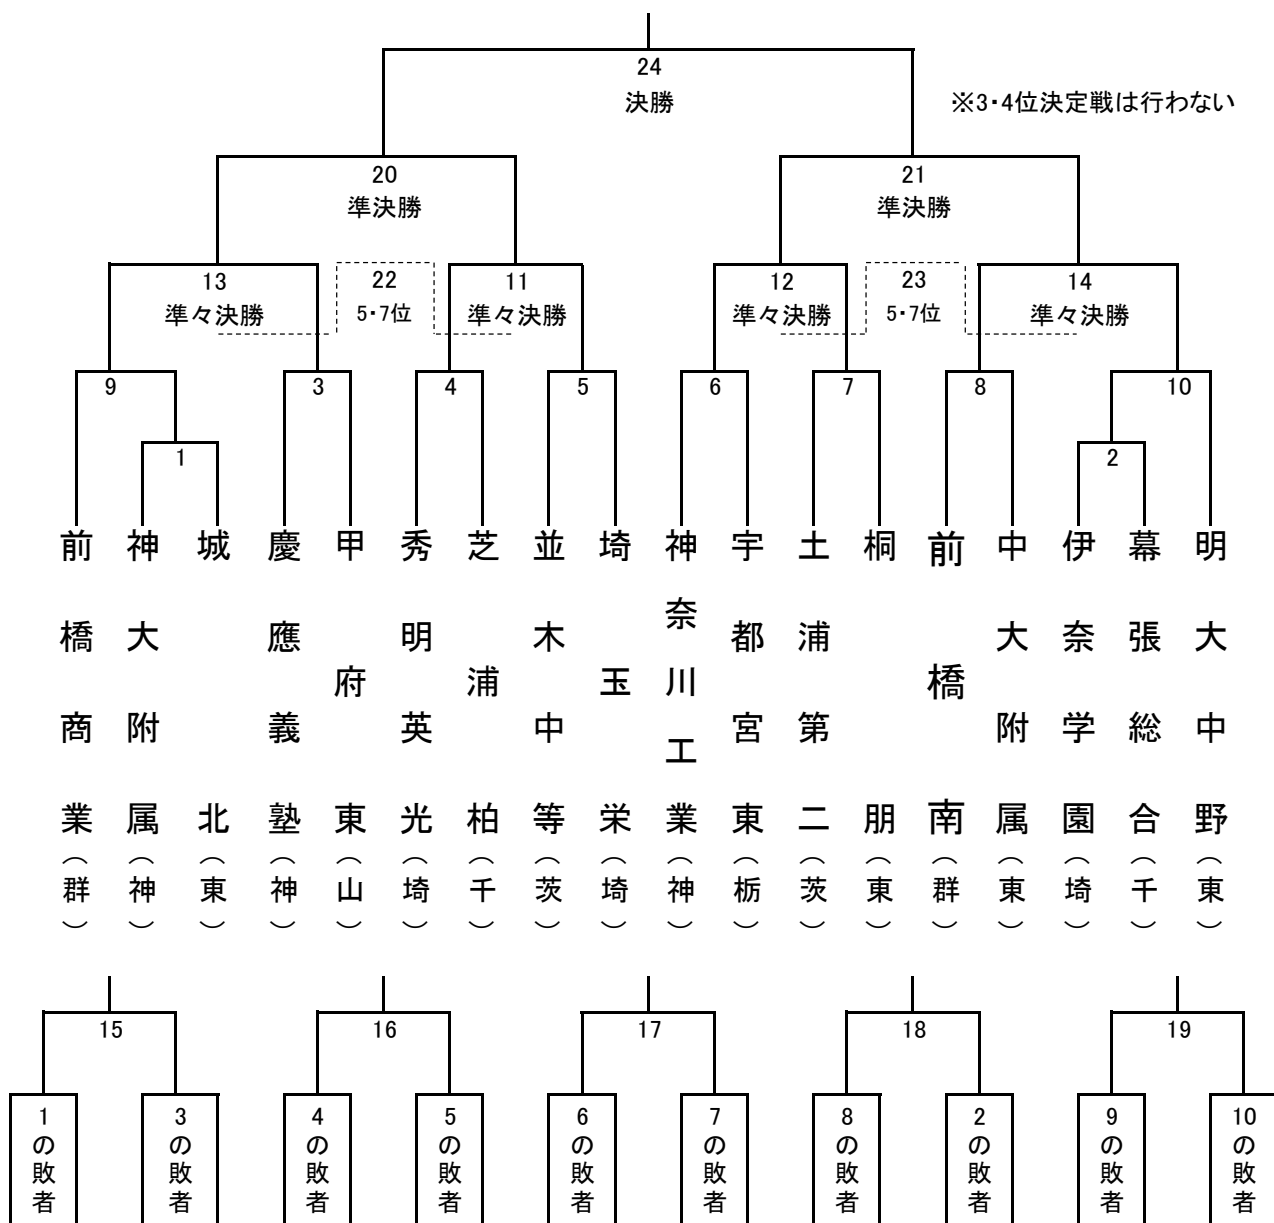 24
決勝
※3・4位決定戦は行わない
20
準決勝
21
準決勝
13
準々決勝
22
5・7位
11
準々決勝
12
準々決勝
23
5・7位
14
準々決勝
9
3
4
5
6
7
8
10
1
2
前橋商業（群）
神大附属（神）
城北（東）
慶應義塾（神）
甲府東（山）
秀明英光（埼）
芝浦柏（千）
並木中等（茨）
埼玉栄（埼）
神奈川工業（神）
宇都宮東（栃）
土浦第二（茨）
桐朋（東）
前橋南（群）
中大附属（東）
伊奈学園（埼）
幕張総合（千）
明大中野（東）
15
16
17
18
19
1の敗者
3の敗者
4の敗者
5の敗者
6の敗者
7の敗者
8の敗者
2の敗者
9の敗者
10の敗者